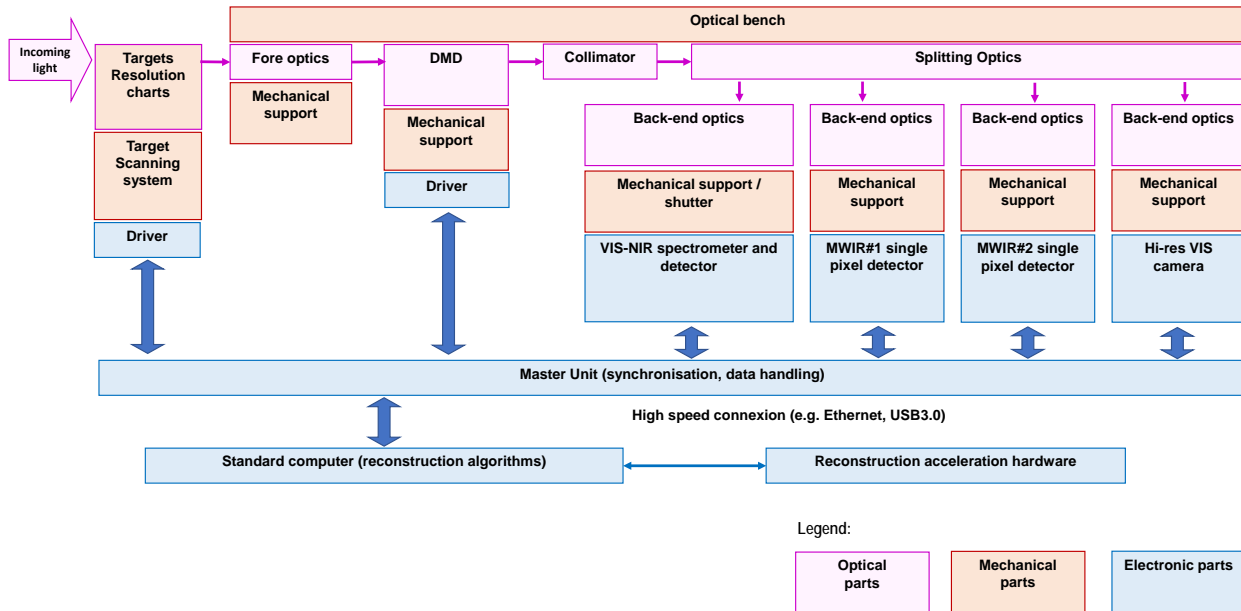 Optical bench
Incoming
light
Targets
Resolution
charts
Fore optics
DMD
Collimator
Splitting Optics
Mechanical
support
Mechanical
support
Target
Scanning
system
Driver
Driver
Back-end optics
Back-end optics
Back-end optics
Back-end optics
Mechanical support /
shutter
Mechanical
support
Mechanical
support
Mechanical
support
VIS-NIR spectrometer and
detector
MWIR#1 single
pixel detector
MWIR#2 single
pixel detector
Hi-res VIS
camera
Master Unit (synchronisation, data handling)
High speed connexion (e.g. Ethernet, USB3.0)
Standard computer (reconstruction algorithms)
Reconstruction acceleration hardware
Legend:
Optical
parts
Mechanical
parts
Electronic parts